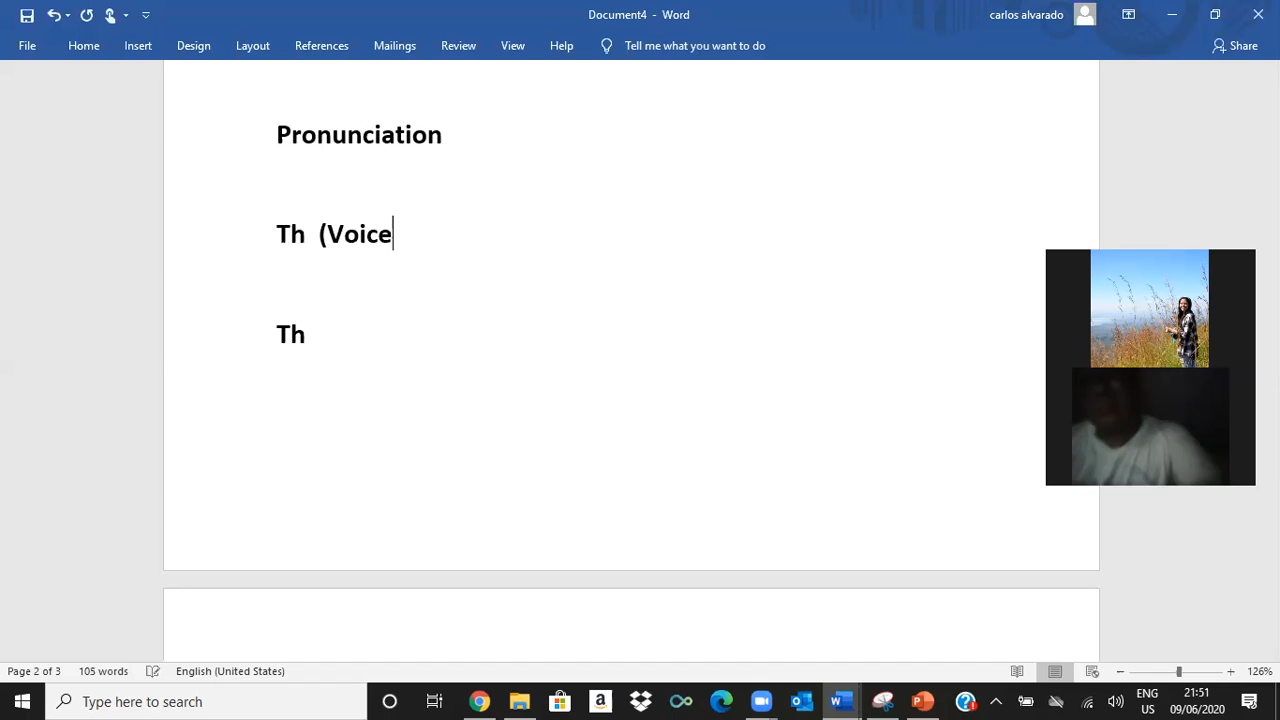 Document4 - Word
carlos alvarado
File Home Insert Design Layout References Mailings Review View Help Tell me what you want to do Share
Pronunciation
Th (Voice
Th
Page 2 of 3 105 words English (United States) 126%
Type here to search
ENG
US
21:51
09/06/2020